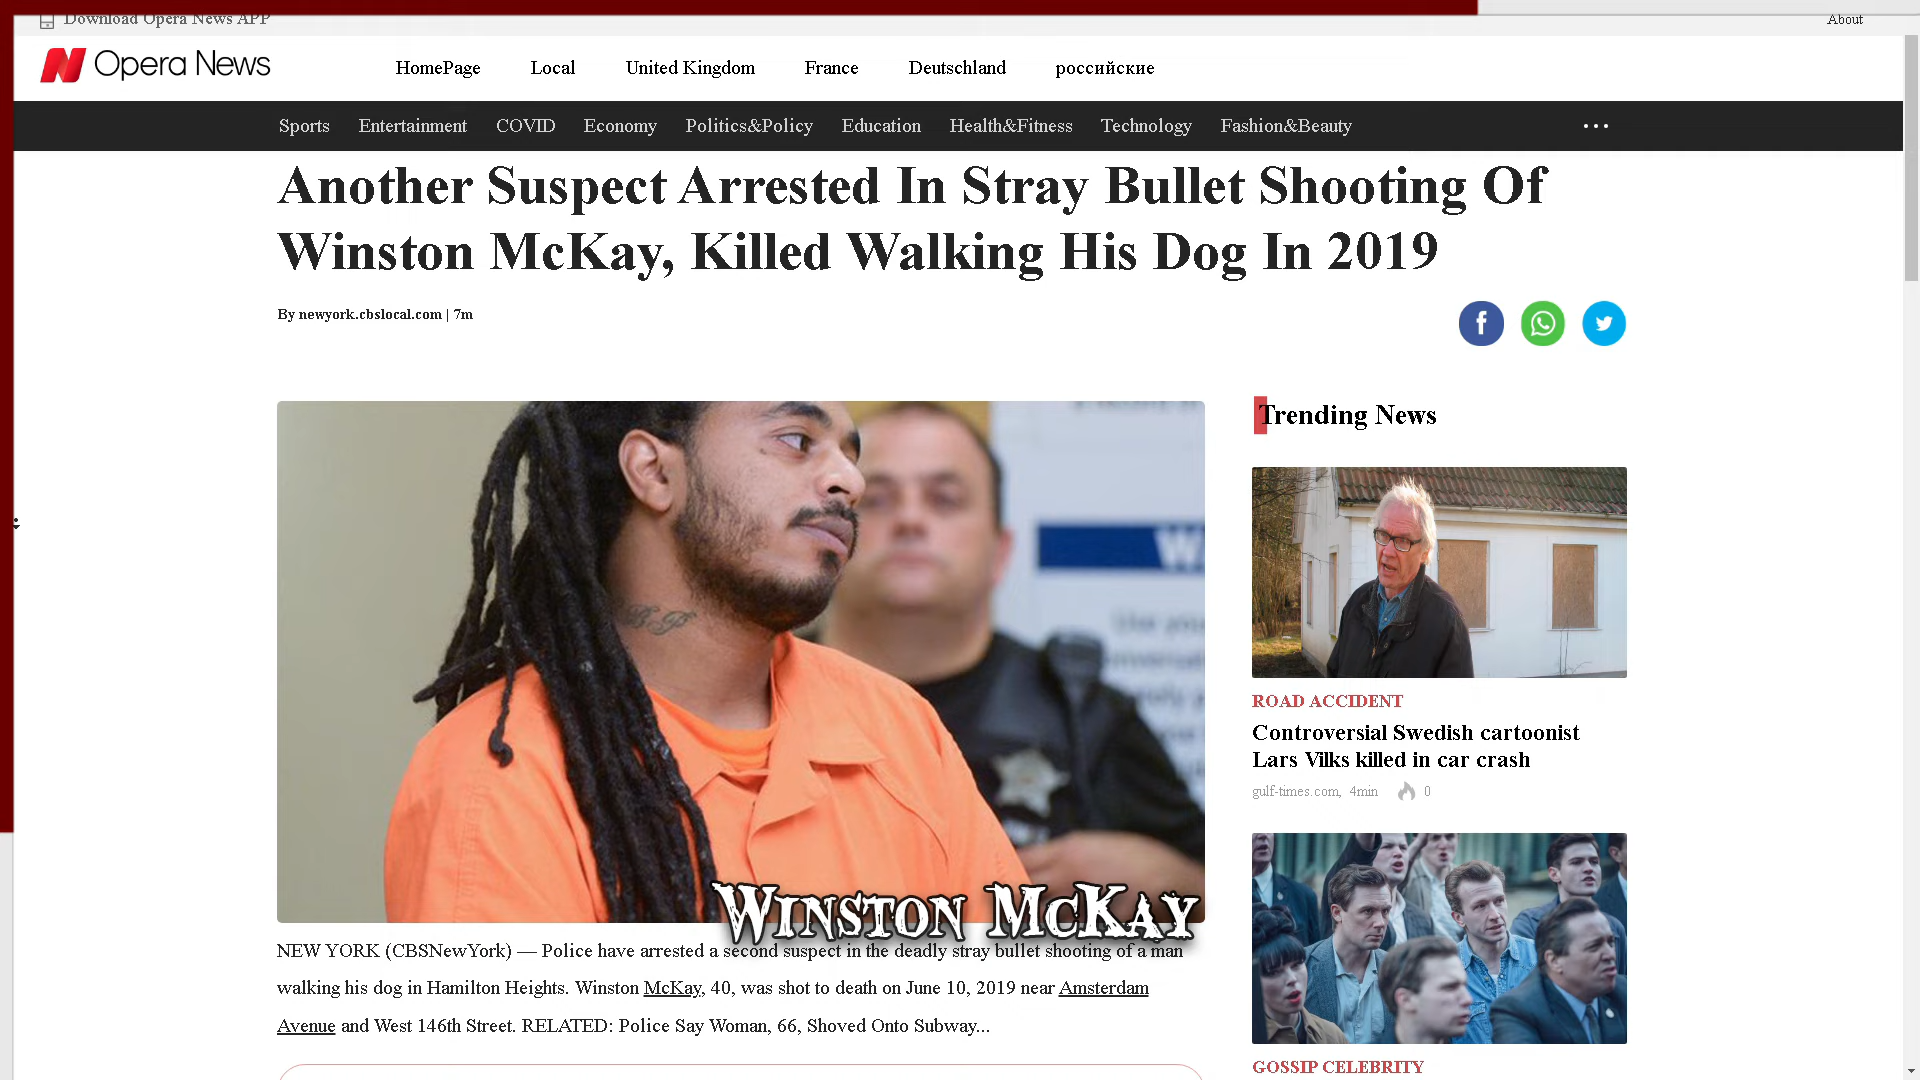 Download Opera News APP
About
Opera News
HomePage
Local
United Kingdom
France
Deutschland
российские
Sports
Entertainment
COVID
Economy
Politics&Policy
Education
Health&Fitness
Technology
Fashion&Beauty
Another Suspect Arrested In Stray Bullet Shooting Of
Winston McKay, Killed Walking His Dog In 2019
By newyork.cbslocal.com | 7m
Trending News
ROAD ACCIDENT
Controversial Swedish cartoonist
Lars Vilks killed in car crash
gulf-times.com, 4min
0
Winston McKay
NEW YORK (CBSNewYork) — Police have arrested a second suspect in the deadly stray bullet shooting of a man
walking his dog in Hamilton Heights. Winston McKay, 40, was shot to death on June 10, 2019 near Amsterdam
Avenue and West 146th Street. RELATED: Police Say Woman, 66, Shoved Onto Subway...
GOSSIP CELEBRITY